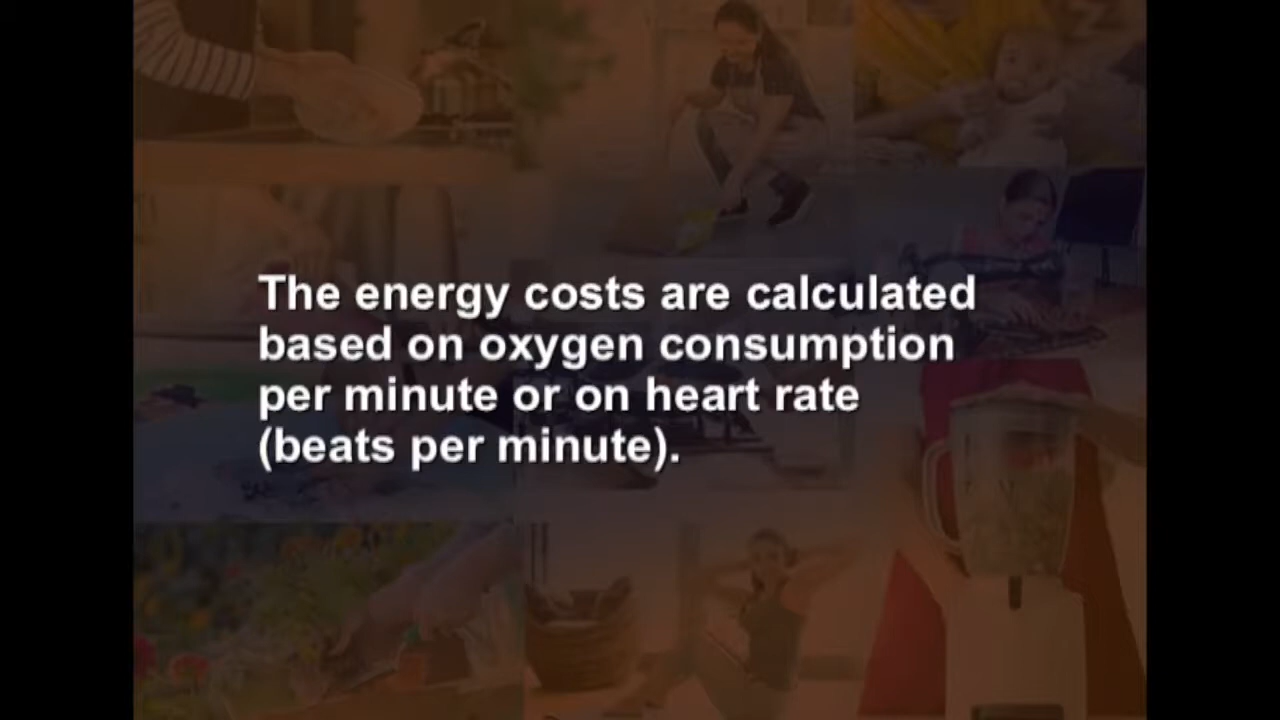 The energy costs are calculated
based on oxygen consumption
per minute or on heart rate
(beats per minute).